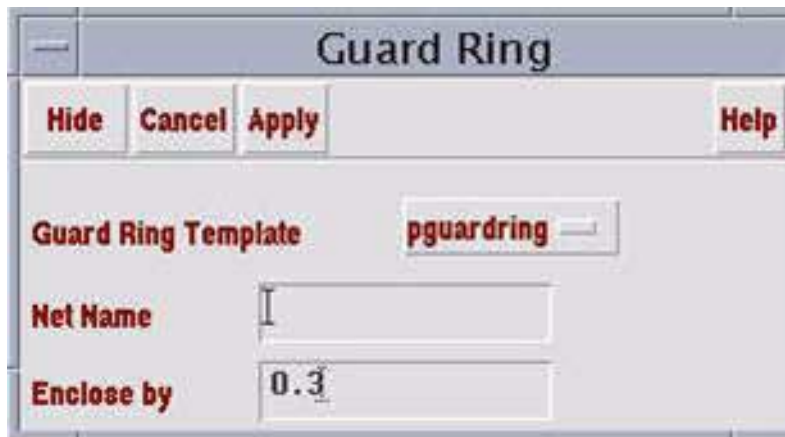 Guard Ring
Hide Cancel Apply Help
Guard Ring Template pguardring
Net Name
Enclose by 0.3